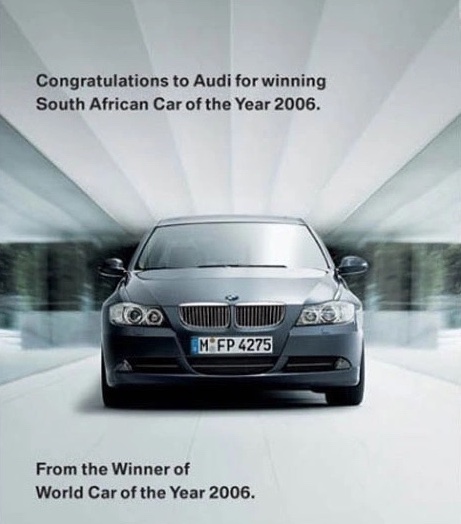 Congratulations to Audi for winning
South African Car of the Year 2006.
M FP 4275
From the Winner of
World Car of the Year 2006.